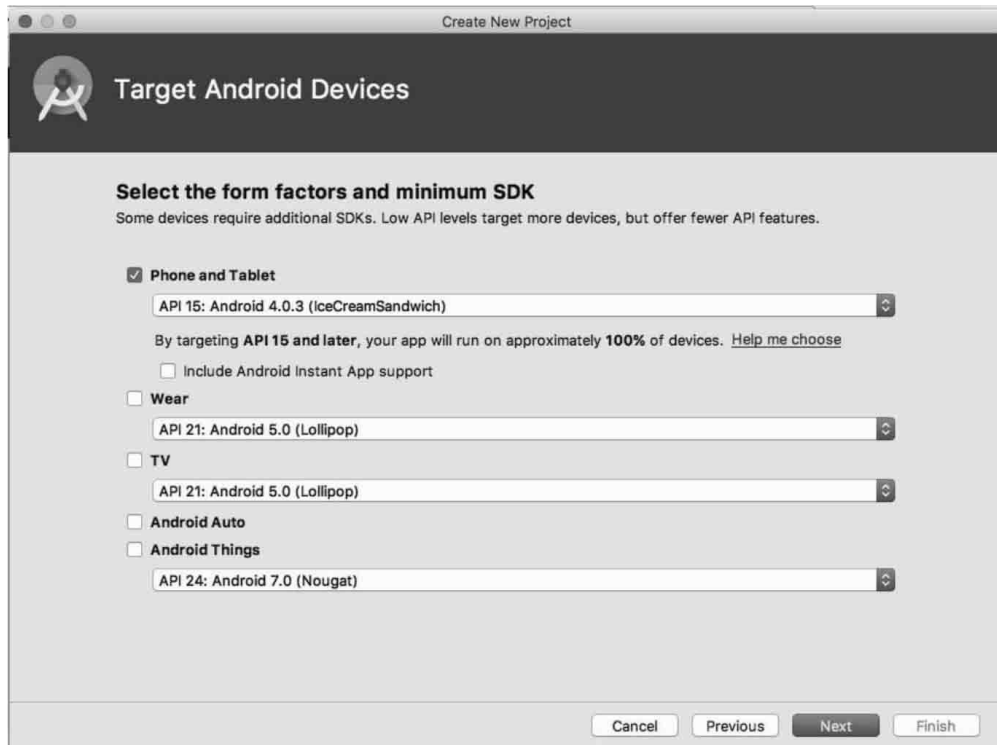 Create New Project
Target Android Devices
Select the form factors and minimum SDK
Some devices require additional SDKs. Low API levels target more devices, but offer fewer API features.
Phone and Tablet
API 15: Android 4.0.3 (IceCreamSandwich)
By targeting API 15 and later, your app will run on approximately 100% of devices. Help me choose
Include Android Instant App support
Wear
API 21: Android 5.0 (Lollipop)
TV
API 21: Android 5.0 (Lollipop)
Android Auto
Android Things
API 24: Android 7.0 (Nougat)
Cancel Previous Next Finish